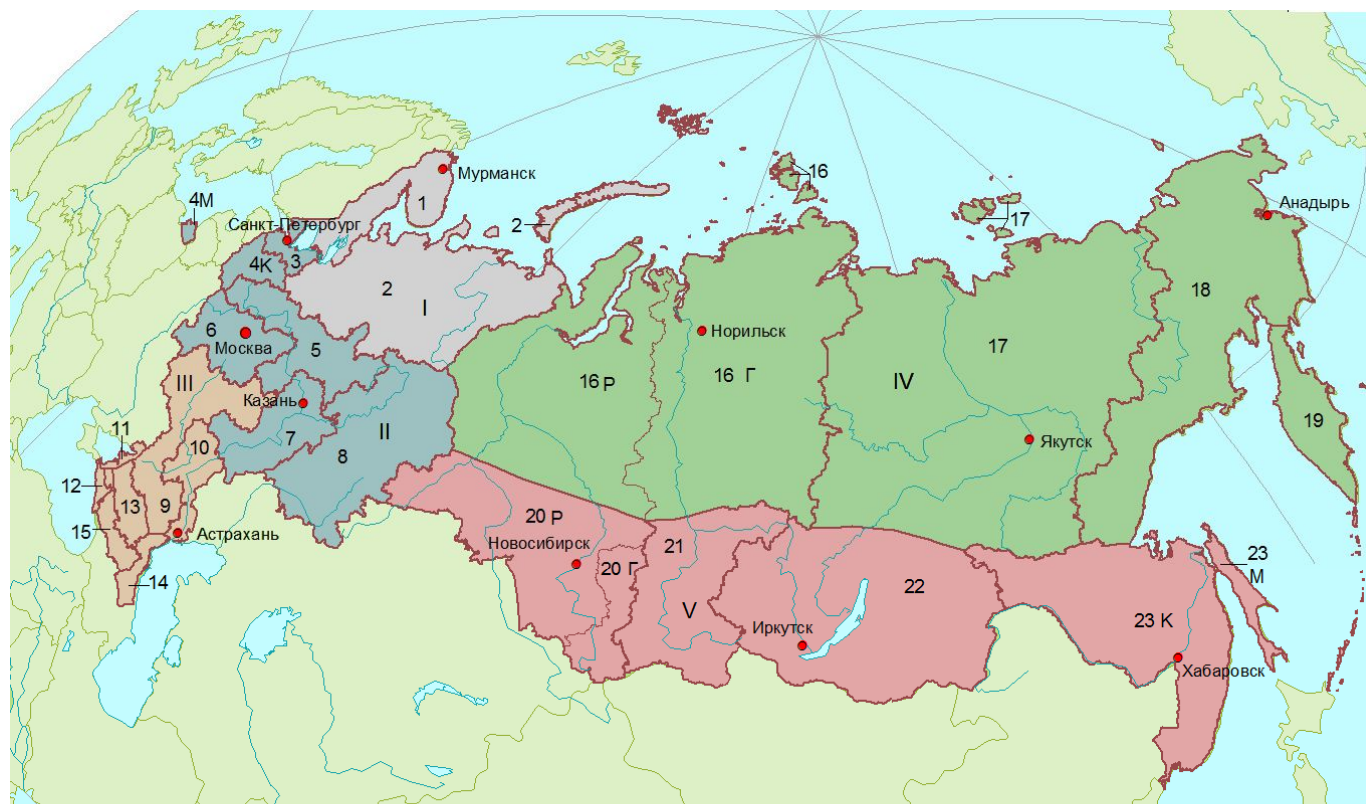 16
Мурманск
1
4М
17
Анадырь
Санкт-Петербург
2
4К
3
2
I
18
6
Москва
5
Норильск
17
III
16 Р
16 Г
IV
Казань
19
11
10
7
II
Якутск
8
12
13
9
15
Астрахань
20 Р
Новосибирск
21
23
М
20 Г
14
22
V
Иркутск
23 К
Хабаровск